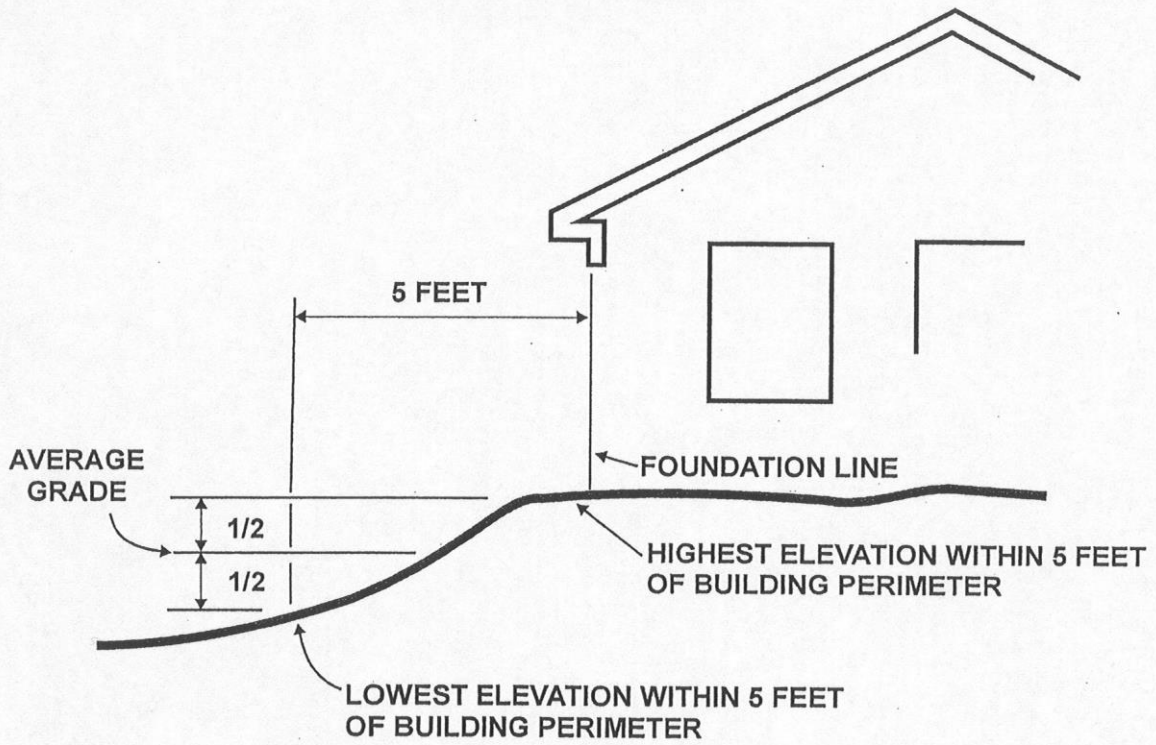 5 FEET
AVERAGE
GRADE
FOUNDATION LINE
1/2
1/2
HIGHEST ELEVATION WITHIN 5 FEET
OF BUILDING PERIMETER
LOWEST ELEVATION WITHIN 5 FEET
OF BUILDING PERIMETER